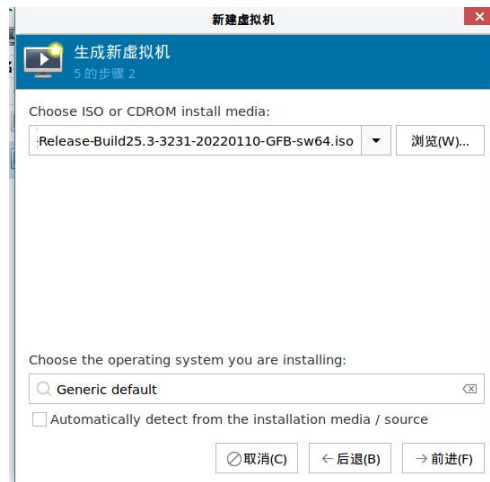 新建虚拟机
生成新虚拟机
5 的步骤 2
Choose ISO or CDROM install media:
-Release-Build25.3-3231-20220110-GFB-sw64.iso
浏览(W)...
Choose the operating system you are installing:
Generic default
Automatically detect from the installation media / source
取消(C)
后退(B)
前进(F)